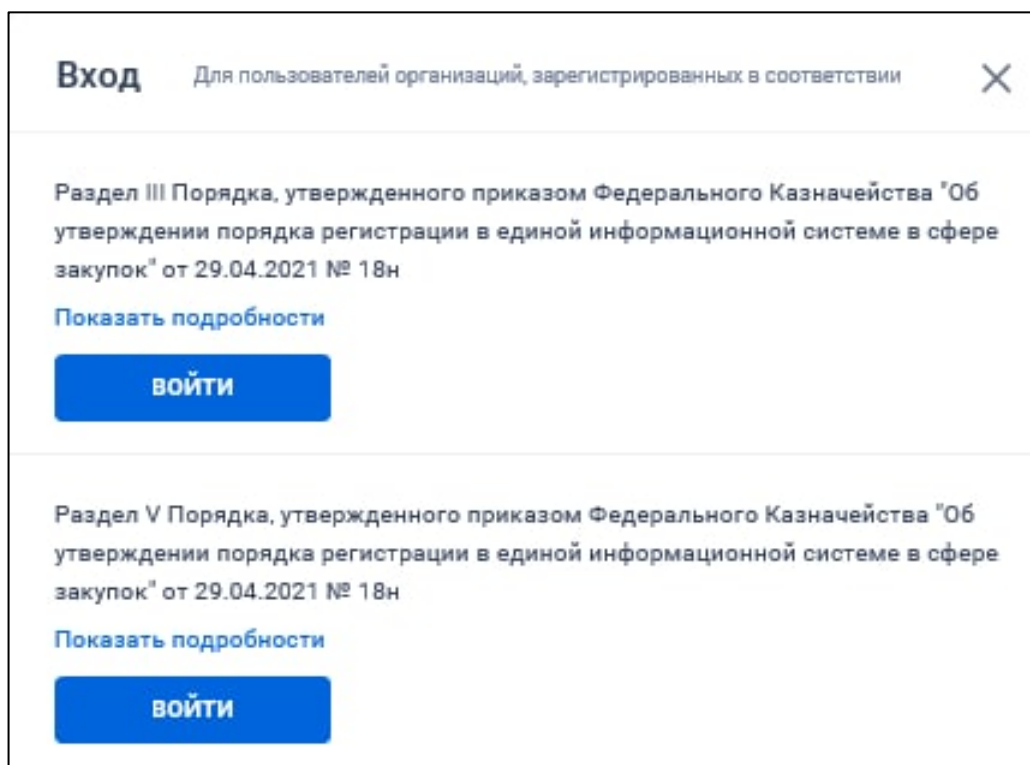 Вход Для пользователей организаций, зарегистрированных в соответствии
Раздел III Порядка, утвержденного приказом Федерального Казначейства "Об
утверждении порядка регистрации в единой информационной системе в сфере
закупок" от 29.04.2021 № 18н
Показать подробности
ВОЙТИ
Раздел V Порядка, утвержденного приказом Федерального Казначейства "Об
утверждении порядка регистрации в единой информационной системе в сфере
закупок" от 29.04.2021 № 18н
Показать подробности
ВОЙТИ